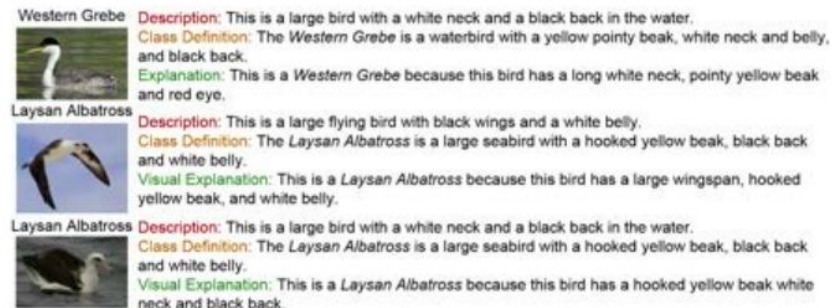 Western Grebe
Description: This is a large bird with a white neck and a black back in the water.
Class Definition: The Western Grebe is a waterbird with a yellow pointy beak, white neck and belly,
and black back.
Explanation: This is a Western Grebe because this bird has a long white neck, pointy yellow beak
and red eye.
Laysan Albatross
Description: This is a large flying bird with black wings and a white belly.
Class Definition: The Laysan Albatross is a large seabird with a hooked yellow beak, black back
and white belly.
Visual Explanation: This is a Laysan Albatross because this bird has a large wingspan, hooked
yellow beak, and white belly.
Laysan Albatross
Description: This is a large bird with a white neck and a black back in the water.
Class Definition: The Laysan Albatross is a large seabird with a hooked yellow beak, black back
and white belly.
Visual Explanation: This is a Laysan Albatross because this bird has a hooked yellow beak white
neck and black back.